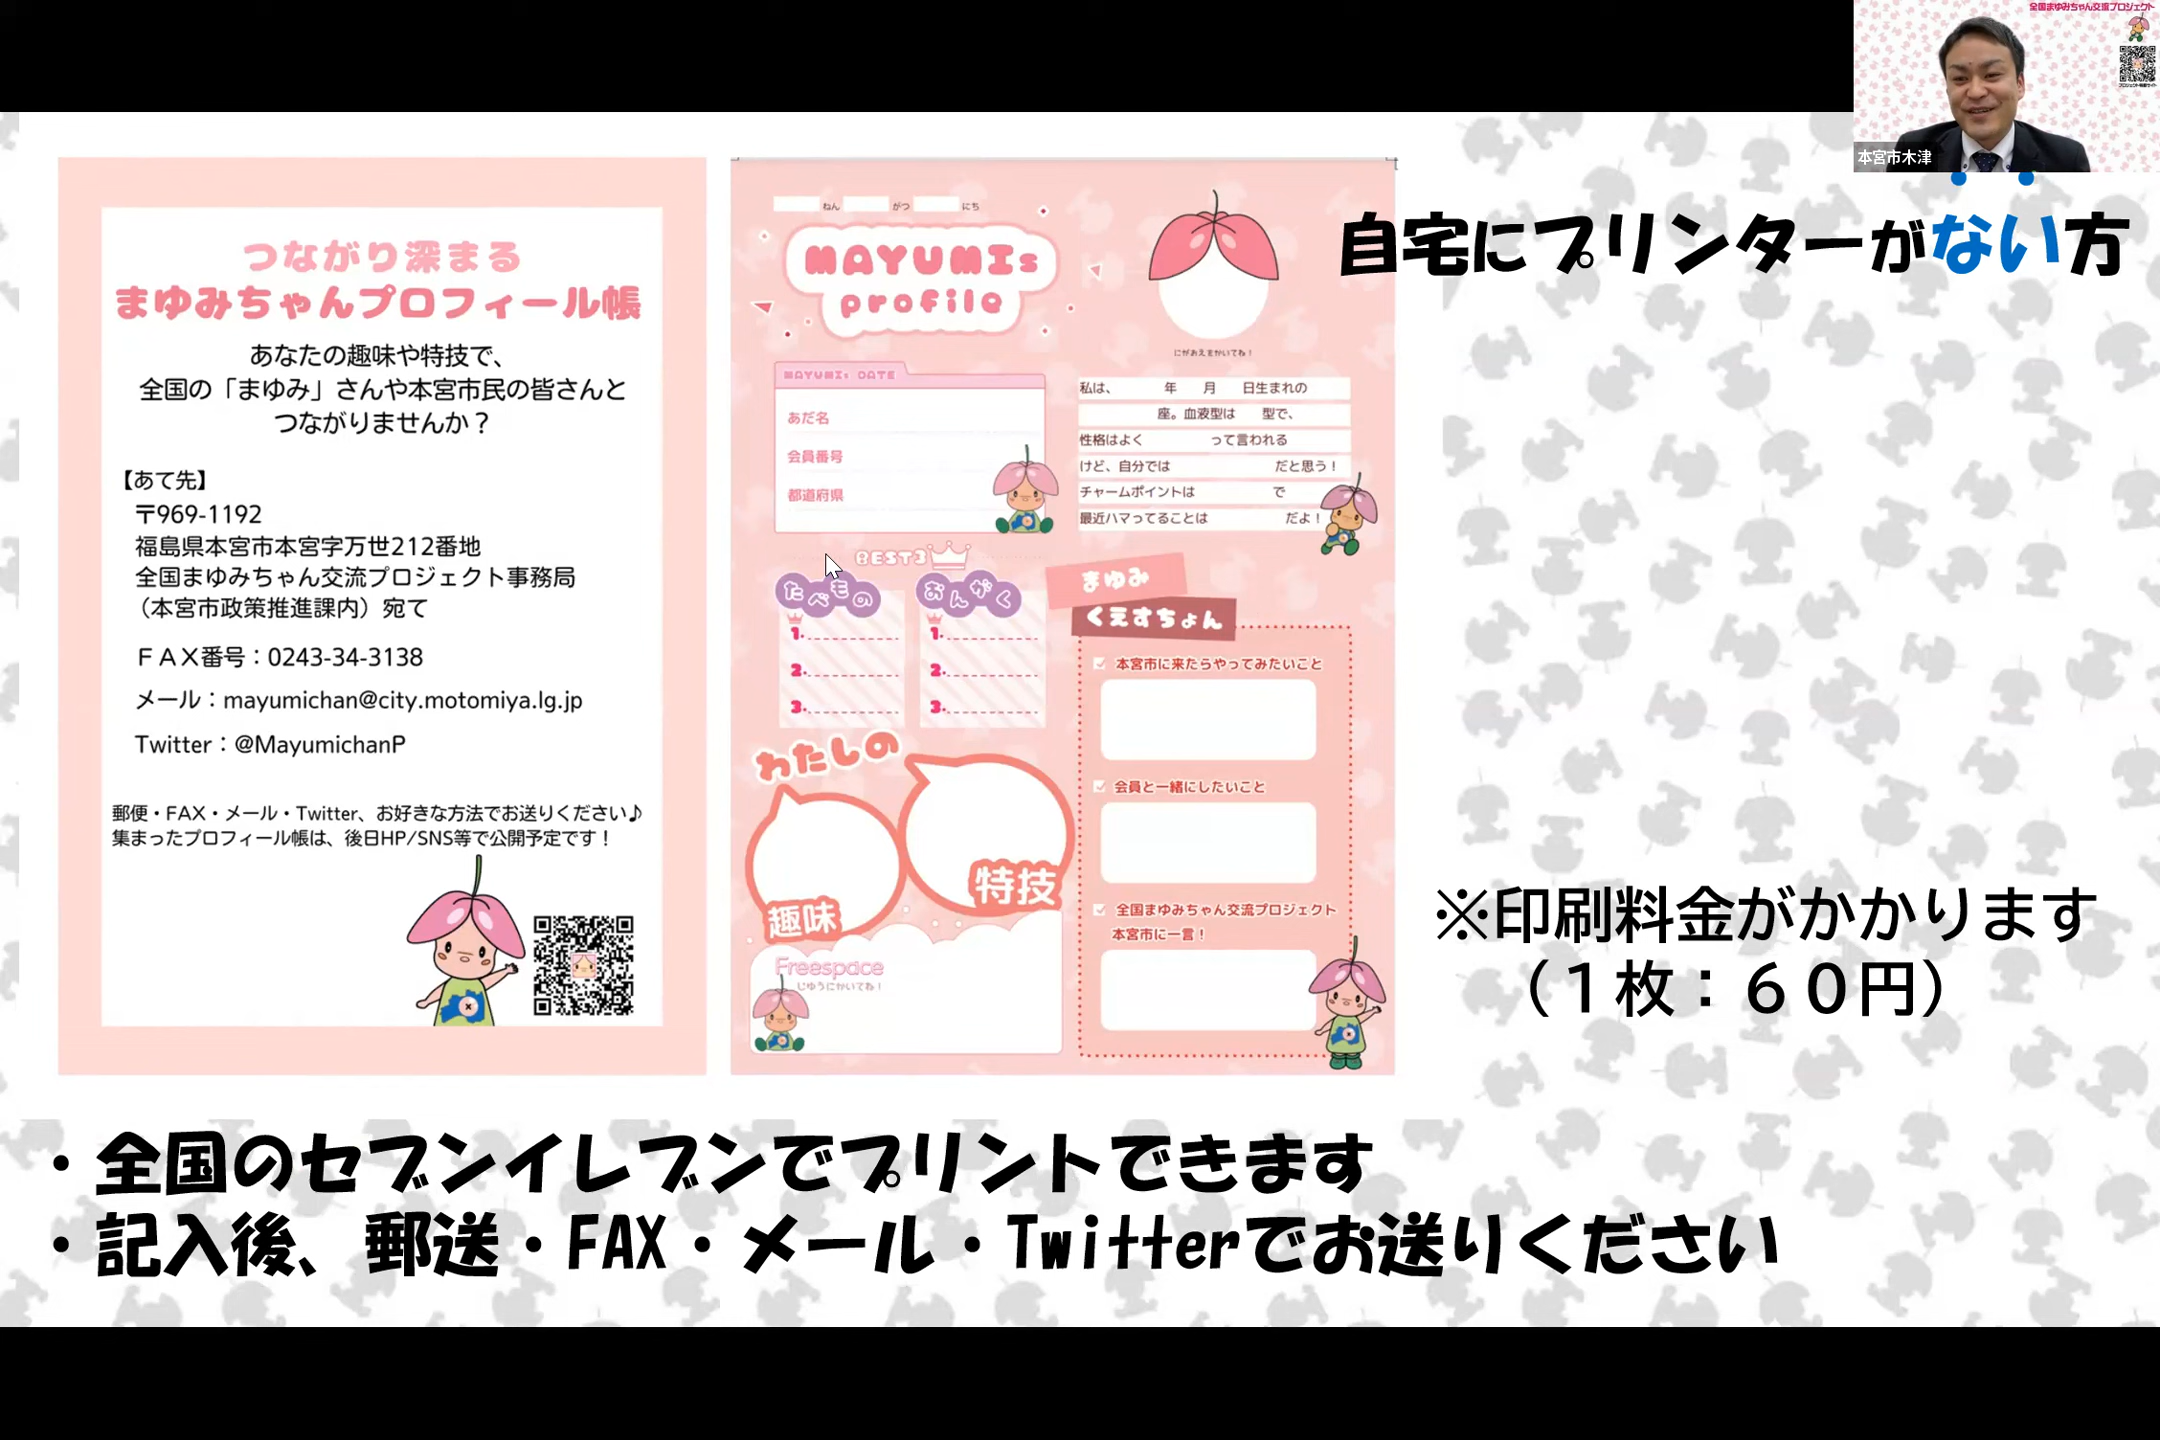 全国まゆみちゃん交流プロジェクト
本宮市木津
自宅にプリンターがない方
つながり深まる
まゆみちゃんプロフィール帳
あなたの趣味や特技で、
全国の「まゆみ」さんや本宮市民の皆さんと
つながりませんか？
【あて先】
〒969-1192
福島県本宮市本宮字万世212番地
全国まゆみちゃん交流プロジェクト事務局
（本宮市政策推進課内）宛て
ＦＡＸ番号：0243-34-3138
メール：mayumichan@city.motomiya.lg.jp
Twitter：@MayumichanP
郵便・FAX・メール・Twitter、お好きな方法でお送りください♪
集まったプロフィール帳は、後日HP/SNS等で公開予定です！
ねん がつ にち
MAYUMIs
profile
にがおえをかいてね！
MAYUMIs DATE
あだ名
会員番号
都道府県
私は、 年 月 日生まれの
座。血液型は 型で、
性格はよく って言われる
けど、自分では だと思う！
チャームポイントは で
最近ハマってることは だよ！
BEST3
たべもの おんがく
1. 1.
2. 2.
3. 3.
わたしの
趣味
特技
Freespace
じゆうにかいてね！
まゆみ
くえすちょん
本宮市に来たらやってみたいこと
会員と一緒にしたいこと
全国まゆみちゃん交流プロジェクト
本宮市に一言！
※印刷料金がかかります
（１枚：６０円）
・全国のセブンイレブンでプリントできます
・記入後、郵送・FAX・メール・Twitterでお送りください